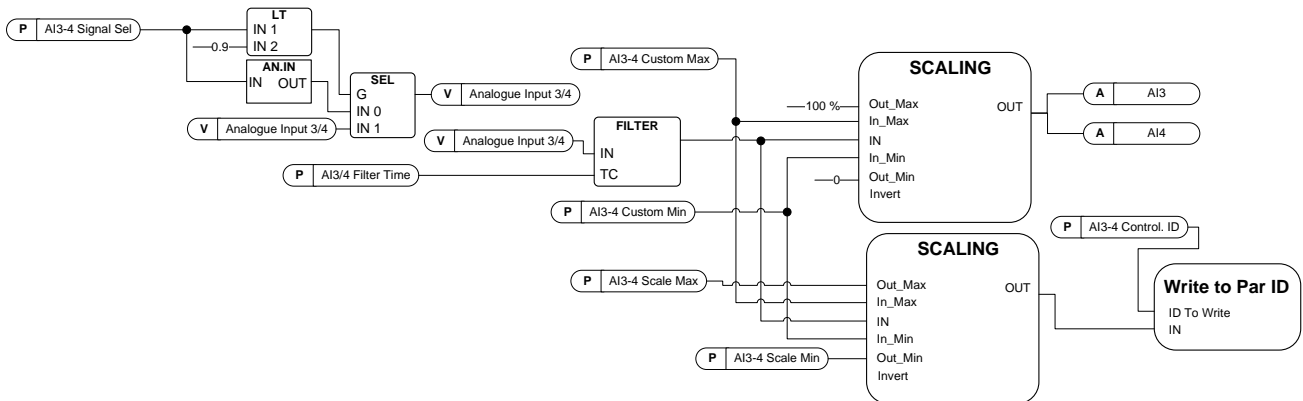 LT
P AI3-4 Signal Sel
IN 1
0.9
IN 2
AN.IN
IN OUT
SEL
G
IN 0
IN 1
V Analogue Input 3/4
V Analogue Input 3/4
V Analogue Input 3/4
P AI3/4 Filter Time
FILTER
IN
TC
P AI3-4 Custom Max
P AI3-4 Custom Min
SCALING
100 %
Out_Max
In_Max
IN
In_Min
0
Out_Min
Invert
OUT
A AI3
A AI4
P AI3-4 Scale Max
P AI3-4 Scale Min
SCALING
Out_Max
In_Max
IN
In_Min
Out_Min
Invert
OUT
P AI3-4 Control. ID
Write to Par ID
ID To Write
IN